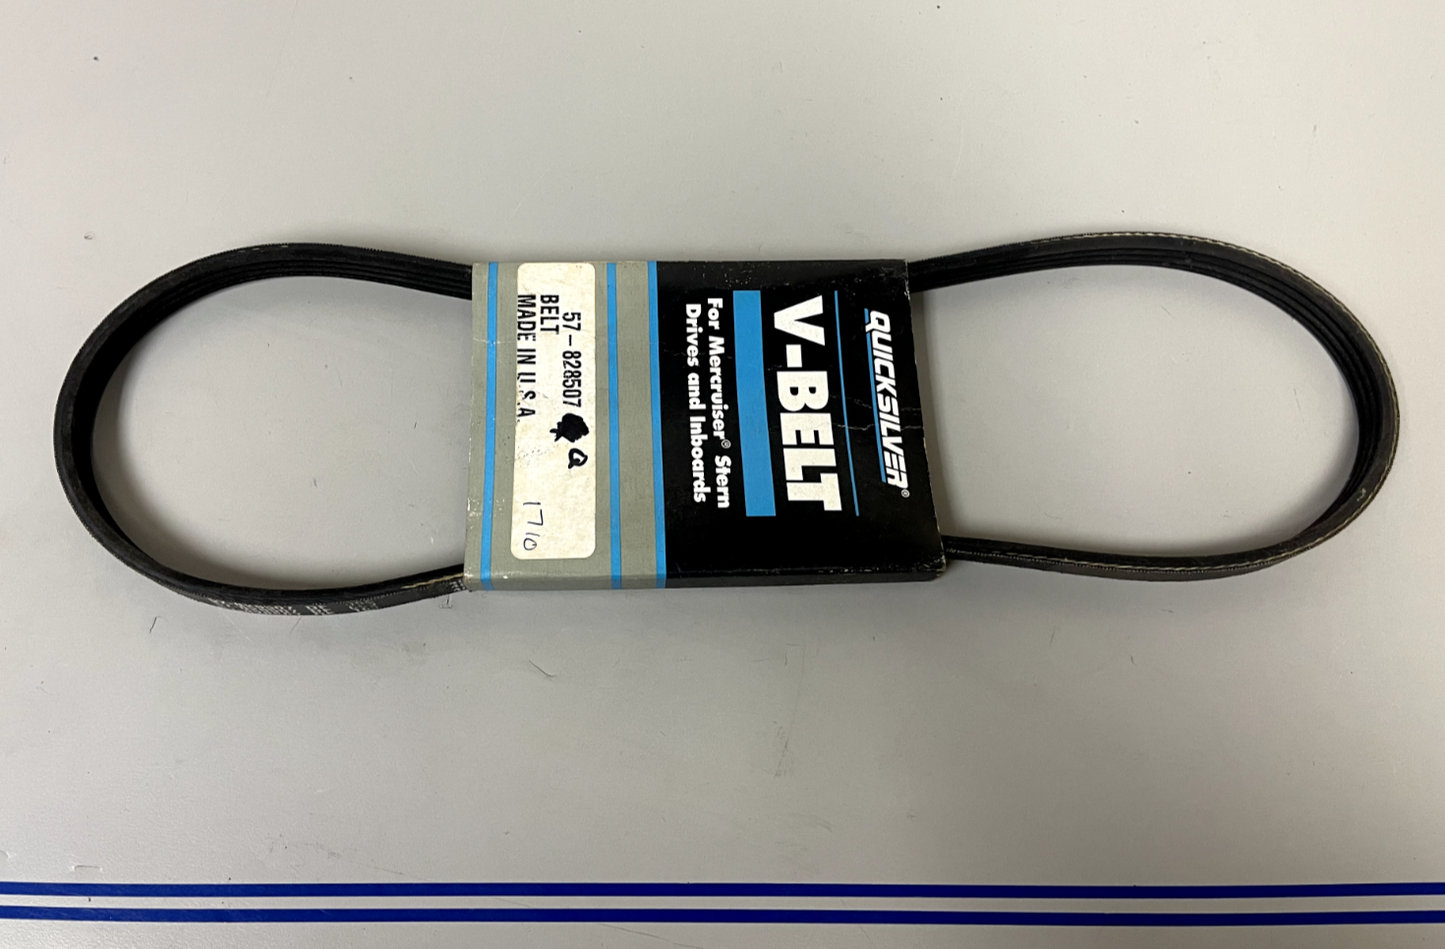 QUICKSILVER®
V-BELT
For Mercruiser® Stern
Drives and Inboards
57-828507 Q
BELT
MADE IN U.S.A.
1710